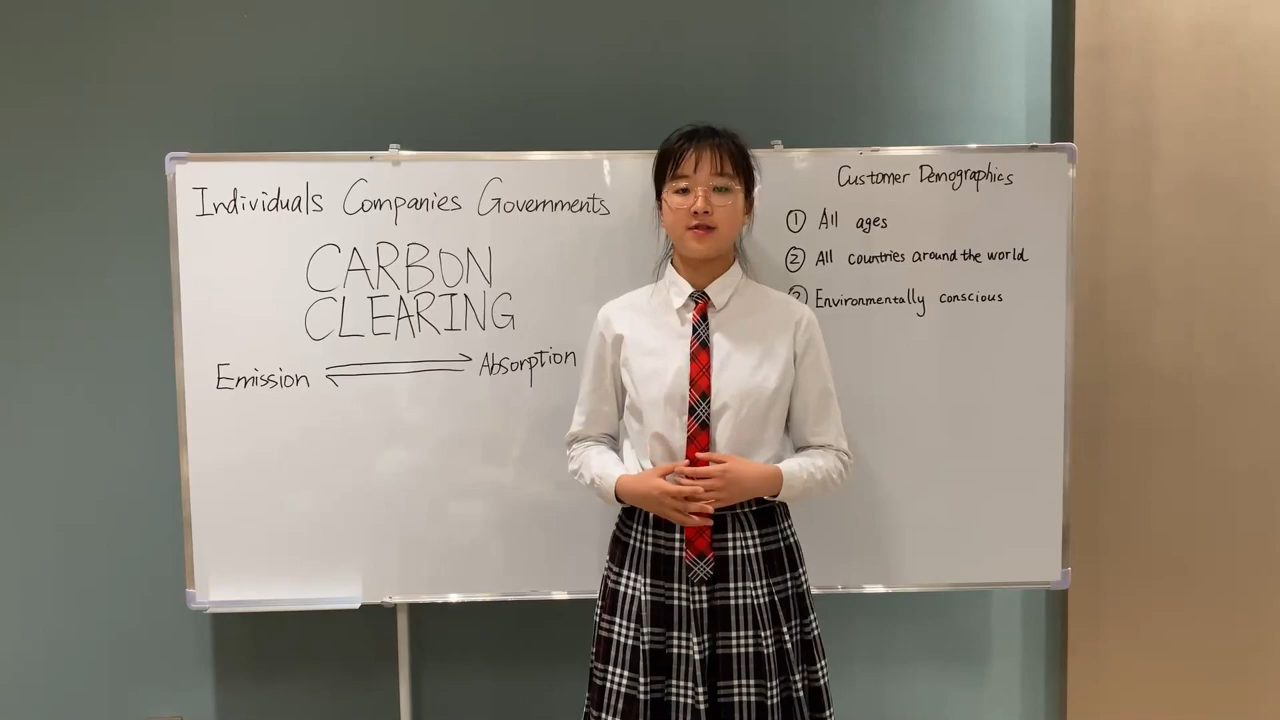 Individuals Companies Governments
CARBON
CLEARING
Emission
Absorption
Customer Demographics
① All ages
② All countries around the world
Environmentally conscious